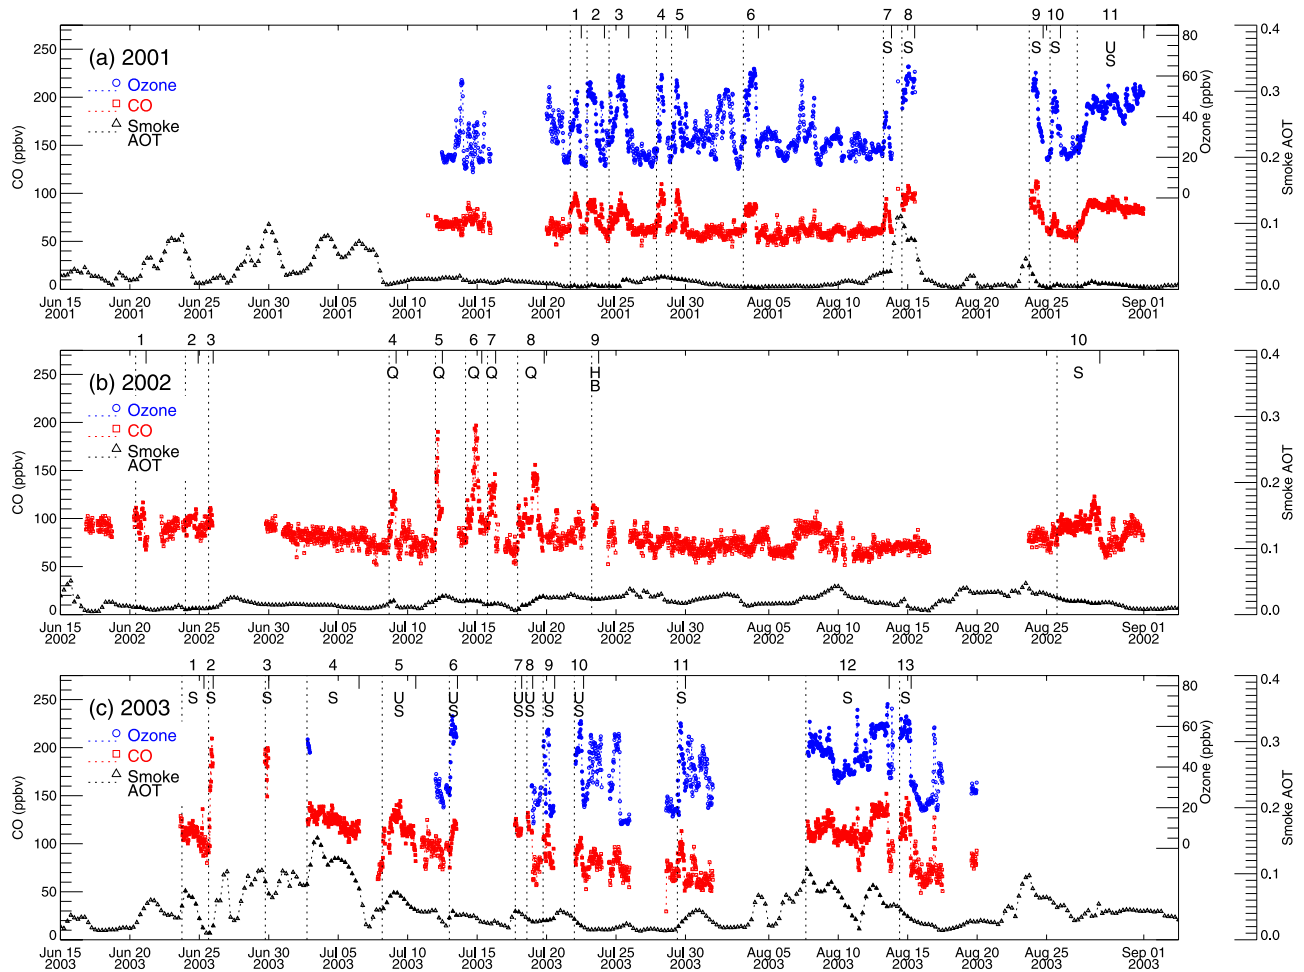 1 2 3 4 5 6 7 8 9 10 11
(a) 2001
Ozone
CO
Smoke
AOT
S S S S U
S
CO (ppbv)
250
200
150
100
50
0
Ozone (ppbv)
80
60
40
20
0
Smoke AOT
0.4
0.3
0.2
0.1
0.0
Jun 15 Jun 20 Jun 25 Jun 30 Jul 05 Jul 10 Jul 15 Jul 20 Jul 25 Jul 30 Aug 05 Aug 10 Aug 15 Aug 20 Aug 25 Sep 01
2001 2001 2001 2001 2001 2001 2001 2001 2001 2001 2001 2001 2001 2001 2001 2001
1 2 3 4 5 6 7 8 9 10
(b) 2002
Ozone
CO
Smoke
AOT
Q Q Q Q Q H S
B
CO (ppbv)
250
200
150
100
50
0
Smoke AOT
0.4
0.3
0.2
0.1
0.0
Jun 15 Jun 20 Jun 25 Jun 30 Jul 05 Jul 10 Jul 15 Jul 20 Jul 25 Jul 30 Aug 05 Aug 10 Aug 15 Aug 20 Aug 25 Sep 01
2002 2002 2002 2002 2002 2002 2002 2002 2002 2002 2002 2002 2002 2002 2002 2002
1 2 3 4 5 6 7 8 9 10 11 12 13
(c) 2003
Ozone
CO
Smoke
AOT
S S S S U U U U U U S S S
S S S S S S
CO (ppbv)
250
200
150
100
50
0
Ozone (ppbv)
80
60
40
20
0
Smoke AOT
0.4
0.3
0.2
0.1
0.0
Jun 15 Jun 20 Jun 25 Jun 30 Jul 05 Jul 10 Jul 15 Jul 20 Jul 25 Jul 30 Aug 05 Aug 10 Aug 15 Aug 20 Aug 25 Sep 01
2003 2003 2003 2003 2003 2003 2003 2003 2003 2003 2003 2003 2003 2003 2003 2003